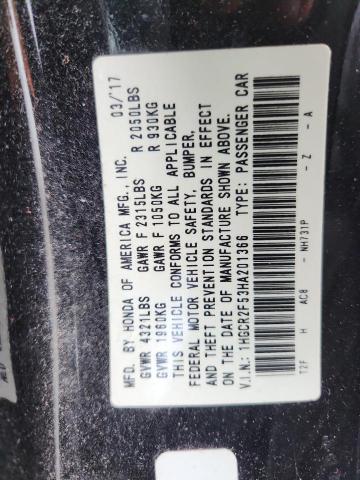 MFD. BY HONDA OF AMERICA MFG., INC. 03/'17
GVWR 4321LBS GAWR F 2315LBS R 2050LBS
GVWR 1960KG GAWR F 1050KG R 930KG
THIS VEHICLE CONFORMS TO ALL APPLICABLE
FEDERAL MOTOR VEHICLE SAFETY, BUMPER,
AND THEFT PREVENTION STANDARDS IN EFFECT
ON THE DATE OF MANUFACTURE SHOWN ABOVE.
V.I.N.: 1HGCR2F53HA201366 TYPE: PASSENGER CAR
T2F H AC8 - NH731P - Z - A